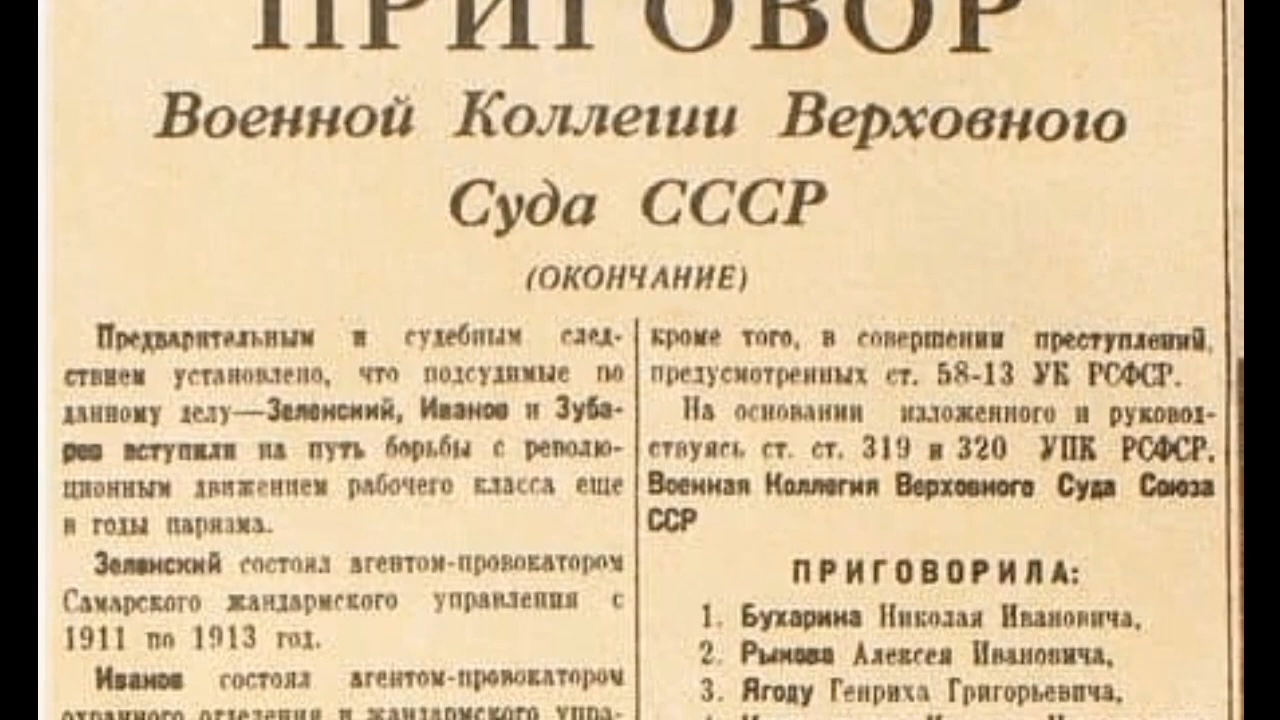 ПРИГОВОР
Военной Коллегии Верховного
Суда СССР
(ОКОНЧАНИЕ)
Предварительным и судебным след-
ствием установлено, что подсудимые по
данному делу—Зеленский, Иванов и Зуба-
рев вступили на путь борьбы с револю-
ционным движением рабочего класса еще
в годы царизма.
Зеленский состоял агентом-провокатором
Самарского жандармского управления с
1911 по 1913 год.
Иванов состоял агентом-провокатором
охранного отделения и жандармского упра-
кроме того, в совершении преступлений,
предусмотренных ст. 58-13 УК РСФСР.
На основании изложенного и руковод-
ствуясь ст. ст. 319 и 320 УПК РСФСР,
Военная Коллегия Верховного Суда Союза
ССР
ПРИГОВОРИЛА:
1. Бухарина Николая Ивановича,
2. Рыкова Алексея Ивановича,
3. Ягоду Генриха Григорьевича,